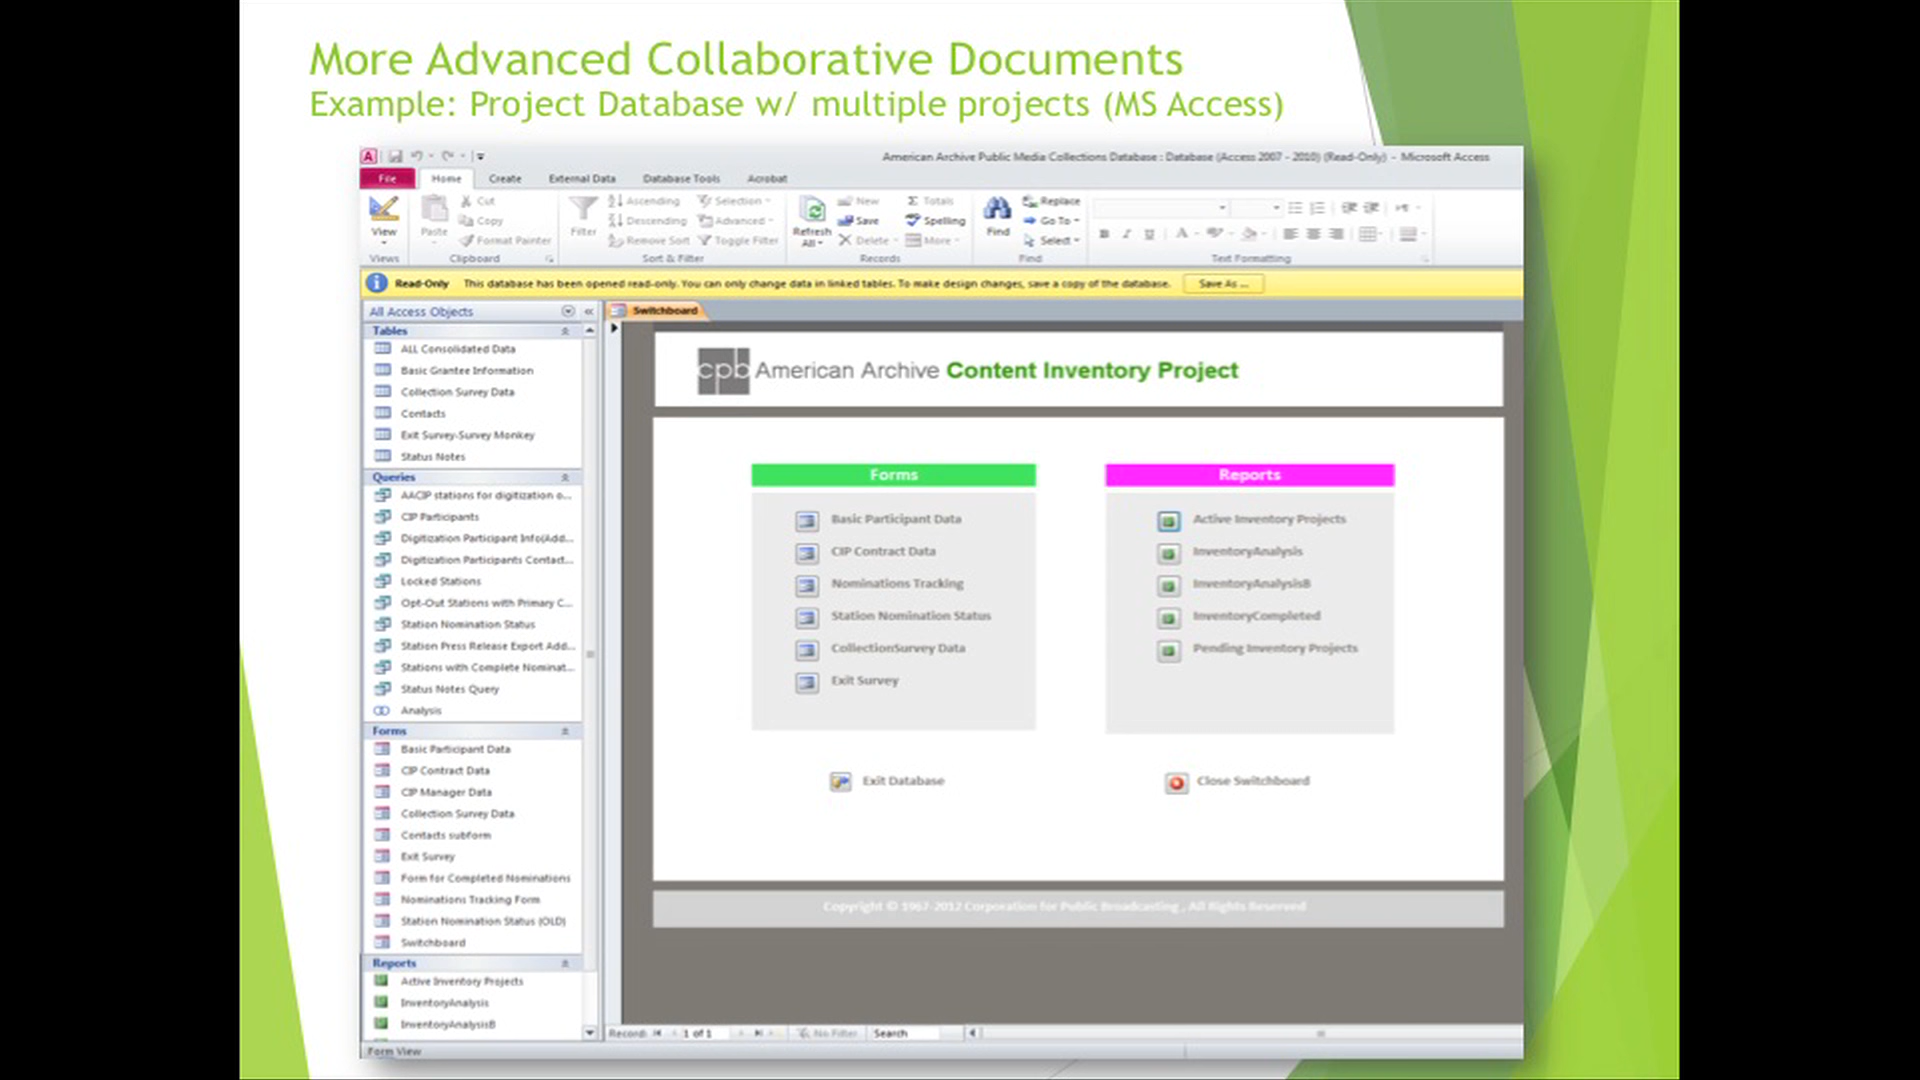 More Advanced Collaborative Documents
Example: Project Database w/ multiple projects (MS Access)
American Archive Public Media Collections Database : Database (Access 2007 - 2010) (Read-Only) - Microsoft Access
File Home Create External Data Database Tools Acrobat
View
Views
Paste
Cut
Copy
Format Painter
Clipboard
Filter
Ascending
Descending
Remove Sort
Selection
Advanced
Toggle Filter
Sort & Filter
Refresh All
New
Save
Delete
Totals
Spelling
More
Records
Find
Replace
Go To
Select
Find
B I U A
Text Formatting
Read-Only This database has been opened read-only. You can only change data in linked tables. To make design changes, save a copy of the database. Save As ...
All Access Objects
Tables
ALL Consolidated Data
Basic Grantee Information
Collection Survey Data
Contacts
Exit Survey-Survey Monkey
Status Notes
Queries
AACIP stations for digitization o...
CIP Participants
Digitization Participant Info(Add...
Digitization Participants Contact...
Locked Stations
Opt-Out Stations with Primary C...
Station Nomination Status
Station Press Release Export Add...
Stations with Complete Nominat...
Status Notes Query
Analysis
Forms
Basic Participant Data
CIP Contract Data
CIP Manager Data
Collection Survey Data
Contacts subform
Exit Survey
Form for Completed Nominations
Nominations Tracking Form
Station Nomination Status (OLD)
Switchboard
Reports
Active Inventory Projects
InventoryAnalysis
InventoryAnalysisB
Switchboard
cpb American Archive Content Inventory Project
Forms
Basic Participant Data
CIP Contract Data
Nominations Tracking
Station Nomination Status
CollectionSurvey Data
Exit Survey
Reports
Active Inventory Projects
InventoryAnalysis
InventoryAnalysisB
InventoryCompleted
Pending Inventory Projects
Exit Database
Close Switchboard
Copyright © 1967-2012 Corporation for Public Broadcasting , All Rights Reserved
Record: 1 of 1 No Filter Search
Form View